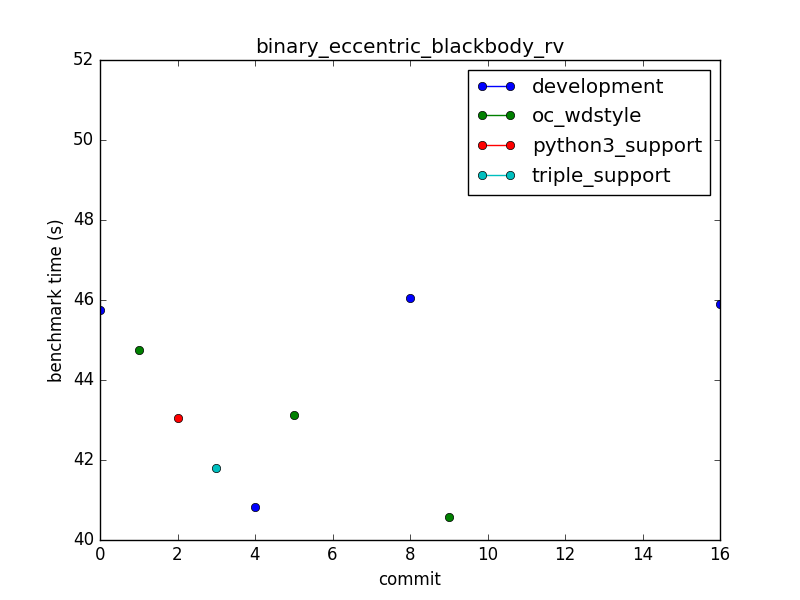 binary_eccentric_blackbody_rv
development
oc_wdstyle
python3_support
triple_support
benchmark time (s)
52
50
48
46
44
42
40
0 2 4 6 8 10 12 14 16
commit